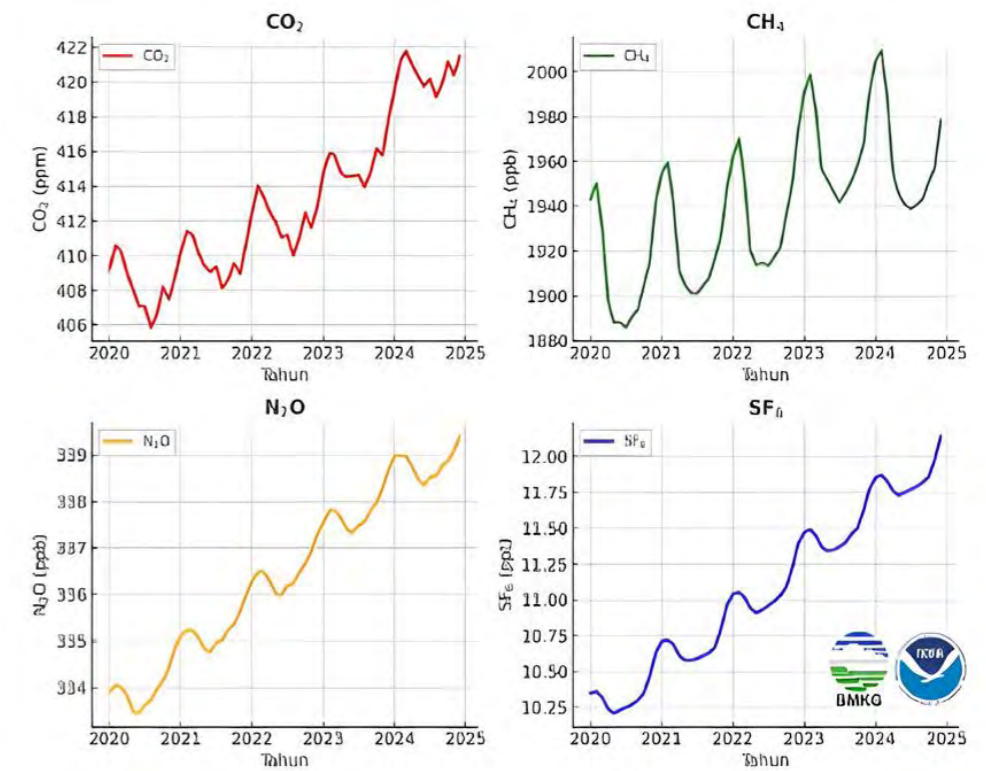 CO₂
CO₂
CO₂ (ppm)
422
420
418
416
414
412
410
408
406
2020 2021 2022 2023 2024 2025
Tahun
CH₄
CH₄
CH₄ (ppb)
2000
1980
1960
1940
1920
1900
1880
2020 2021 2022 2023 2024 2025
Tahun
N₂O
N₂O
N₂O (ppb)
339
338
337
336
335
334
2020 2021 2022 2023 2024 2025
Tahun
SF₆
SF₆
SF₆ (ppt)
12.00
11.75
11.50
11.25
11.00
10.75
10.50
10.25
2020 2021 2022 2023 2024 2025
Tahun
BMKG